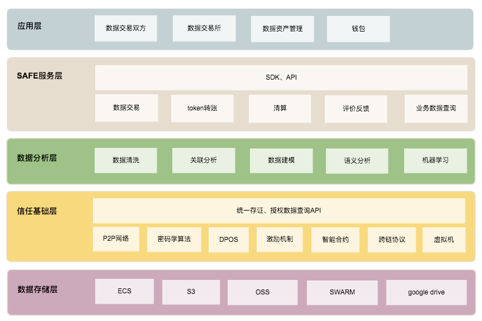 应用层
数据交易双方
数据交易所
数据资产管理
钱包
SAFE服务层
SDK、API
数据交易
token转账
清算
评价反馈
业务数据查询
数据分析层
数据清洗
关联分析
数据建模
语义分析
机器学习
信任基础层
统一存证、授权数据查询API
P2P网络
密码学算法
DPOS
激励机制
智能合约
跨链协议
虚拟机
数据存储层
ECS
S3
OSS
SWARM
google drive